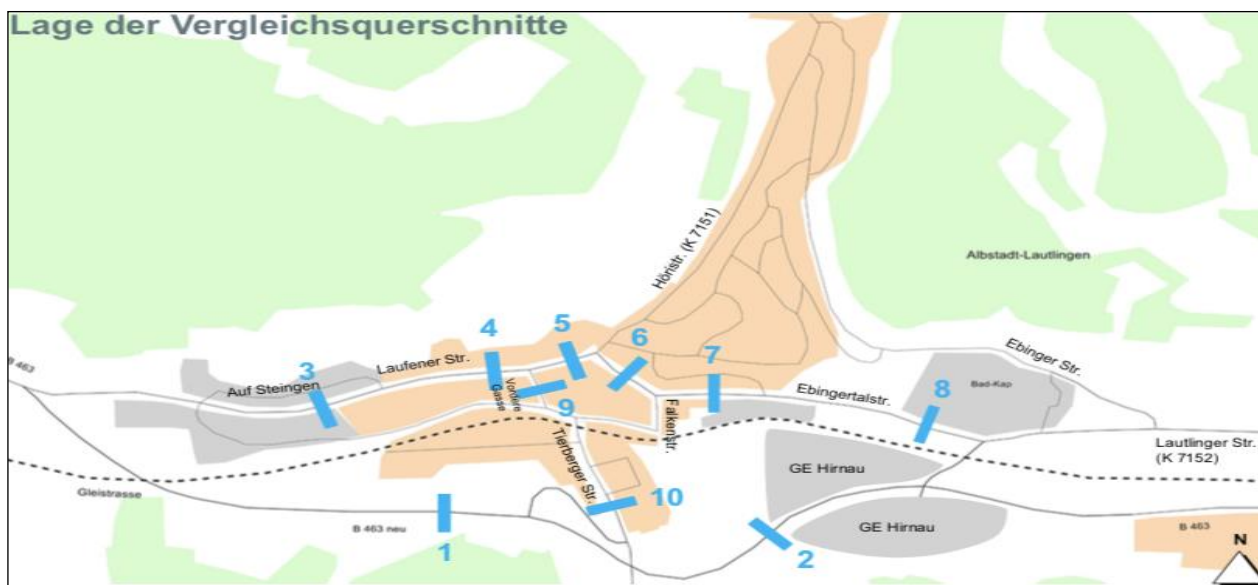 Lage der Vergleichsquerschnitte
Höristr. (K 7151)
Albstadt-Lautlingen
B 463
Laufener Str.
Auf Steingen
Vordere
Gasse
Falkenstr.
Ebingertalstr.
Ebinger Str.
Bad-Kap
Lautlinger Str.
(K 7152)
Tierberger Str.
GE Hirnau
GE Hirnau
Gleistrasse
B 463 neu
B 463
N
1
2
3
4
5
6
7
8
9
10